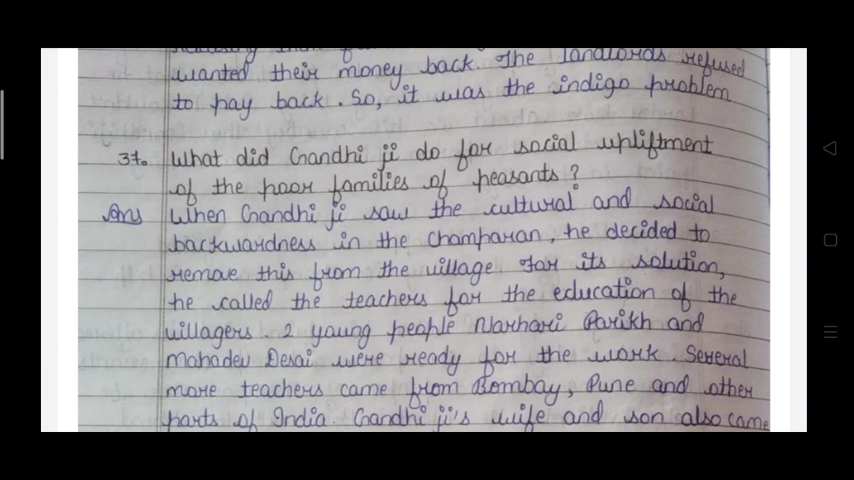 wanted their money back. The landlords refused
to pay back. So, it was the indigo problem
37. What did Gandhi ji do for social upliftment
of the poor families of peasants?
Ans When Gandhi ji saw the cultural and social
backwardness in the Champaran, he decided to
remove this from the village For its solution,
he called the teachers for the education of the
villagers. 2 young people Narhari Parikh and
Mahadev Desai were ready for the work. Several
more teachers came from Bombay, Pune and other
parts of India. Gandhi ji's wife and son also came